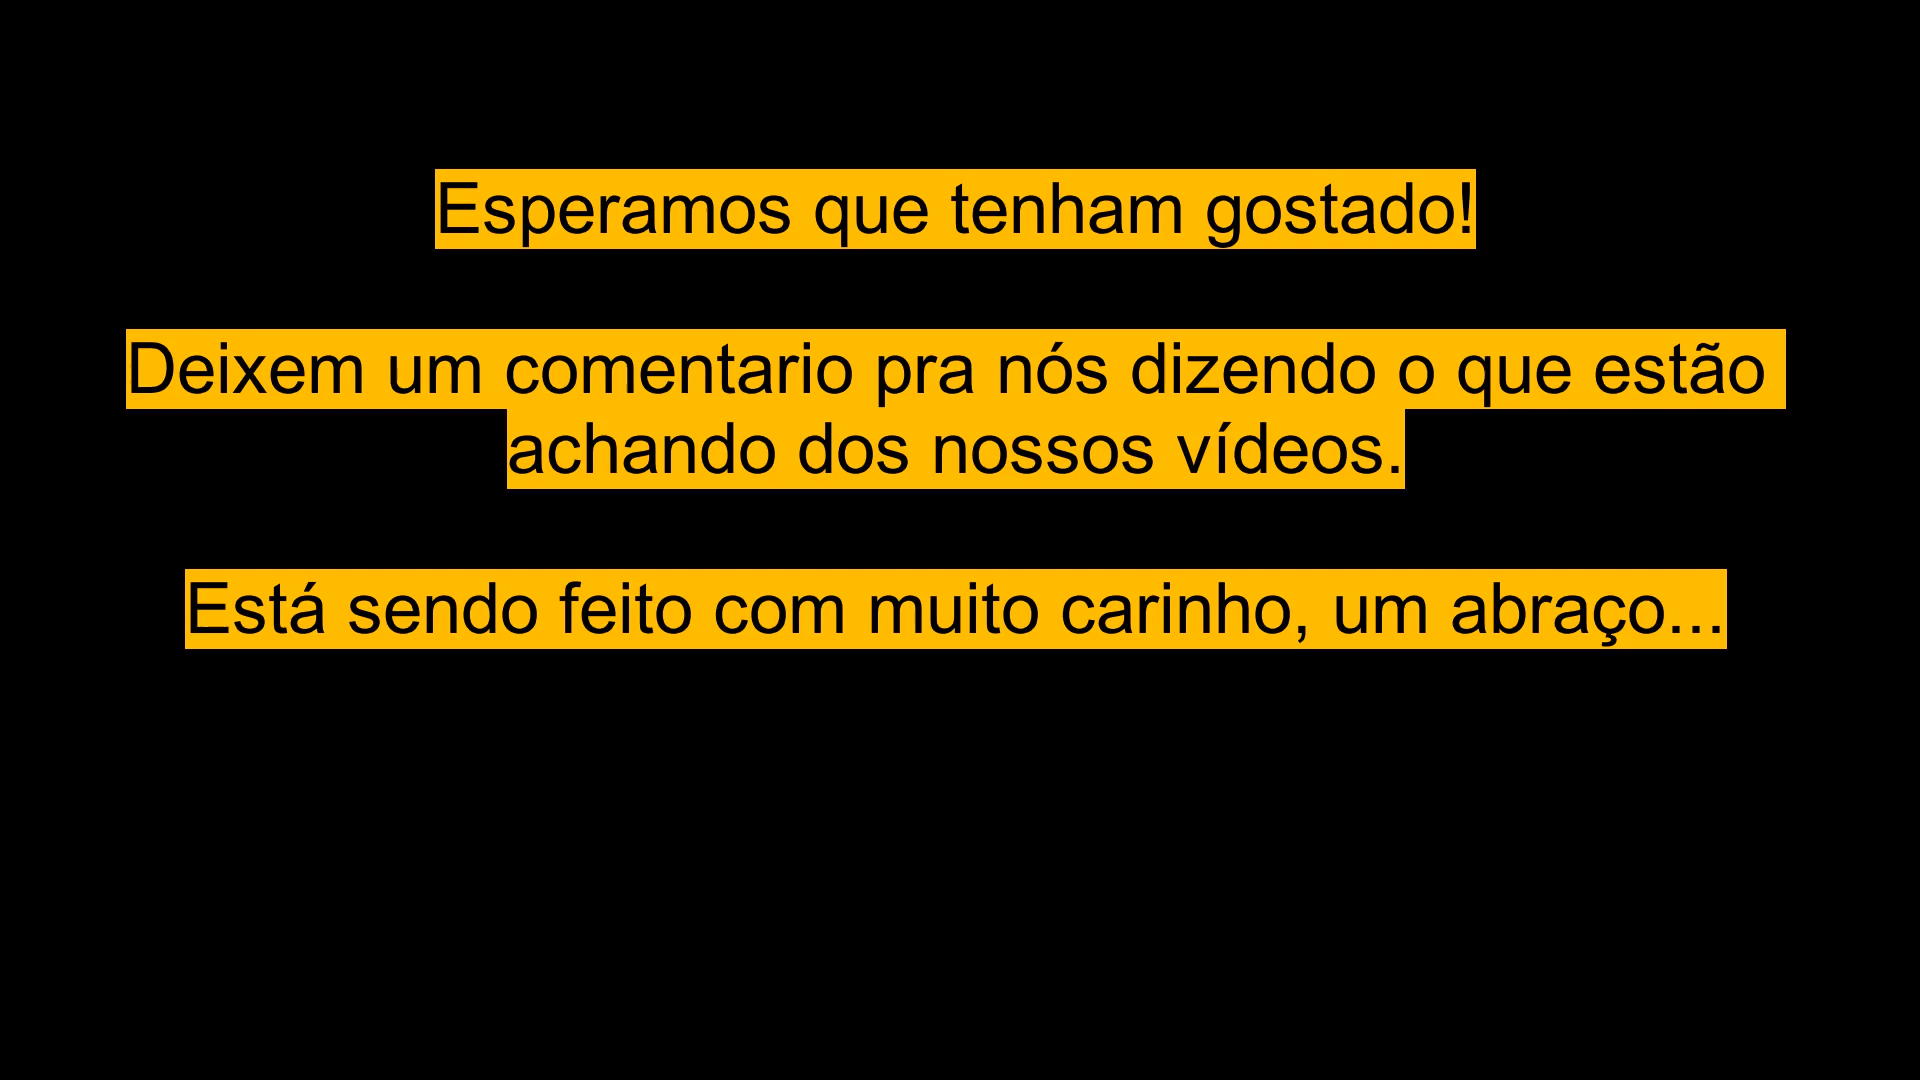 Esperamos que tenham gostado!
Deixem um comentario pra nós dizendo o que estão
achando dos nossos vídeos.
Está sendo feito com muito carinho, um abraço...